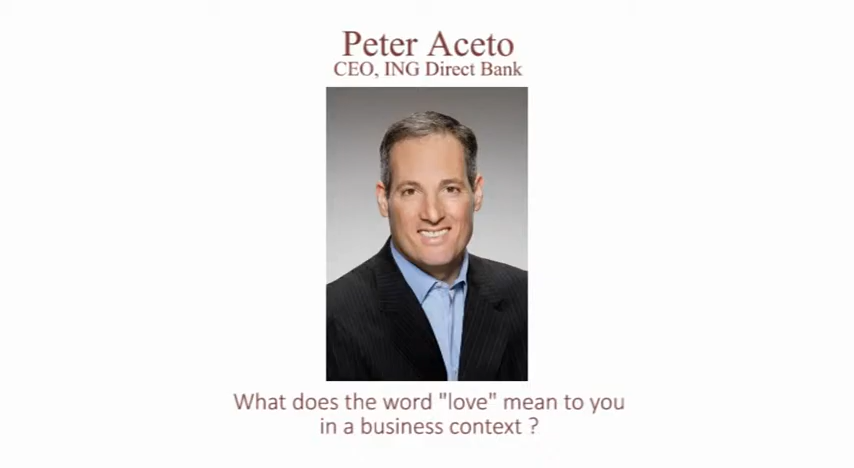 Peter Aceto
CEO, ING Direct Bank
What does the word "love" mean to you
in a business context ?